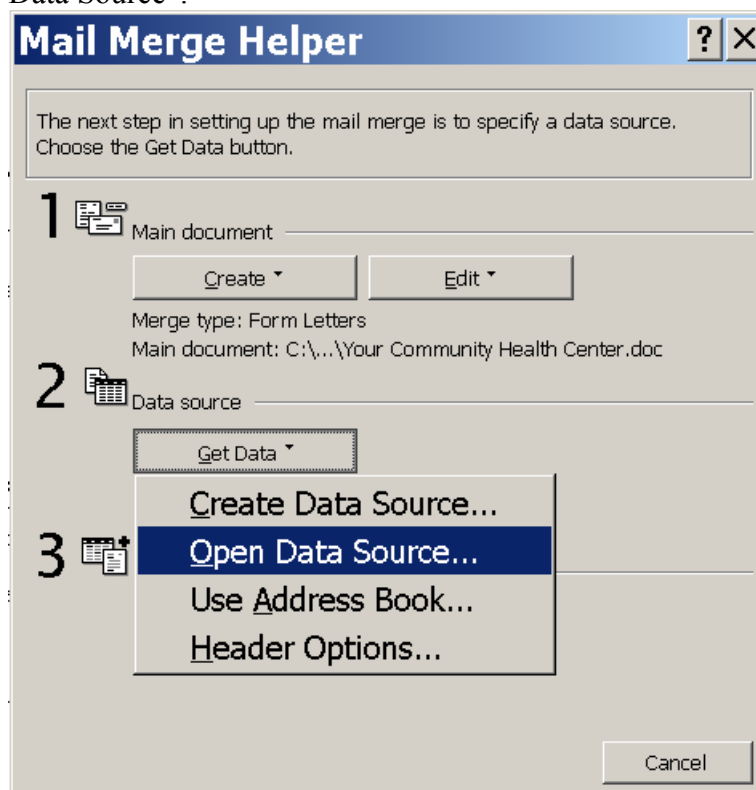 Data Source".
Mail Merge Helper
The next step in setting up the mail merge is to specify a data source.
Choose the Get Data button.
1 Main document
Create Edit
Merge type: Form Letters
Main document: C:\...\Your Community Health Center.doc
2 Data source
Get Data
Create Data Source...
3 Open Data Source...
Use Address Book...
Header Options...
Cancel